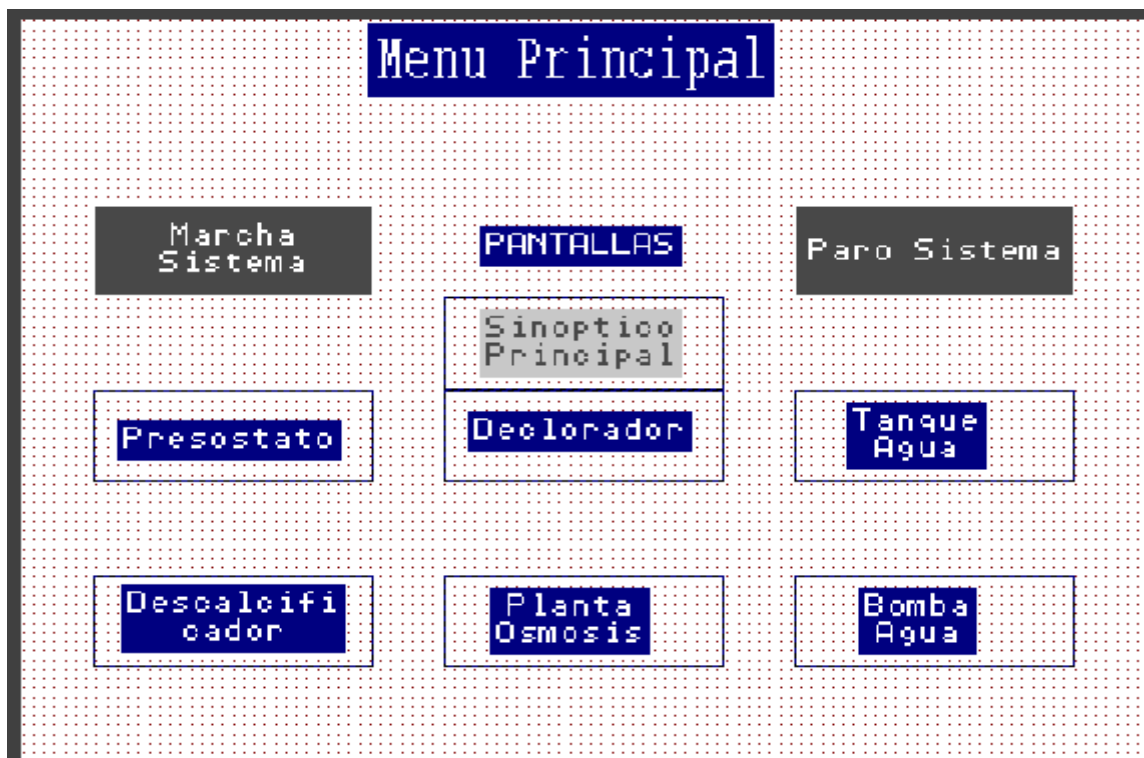 Menu Principal
Marcha
Sistema
PANTALLAS
Paro Sistema
Sinoptico
Principal
Presostato
Declorador
Tanque
Agua
Descalcifi
cador
Planta
Osmosis
Bomba
Agua